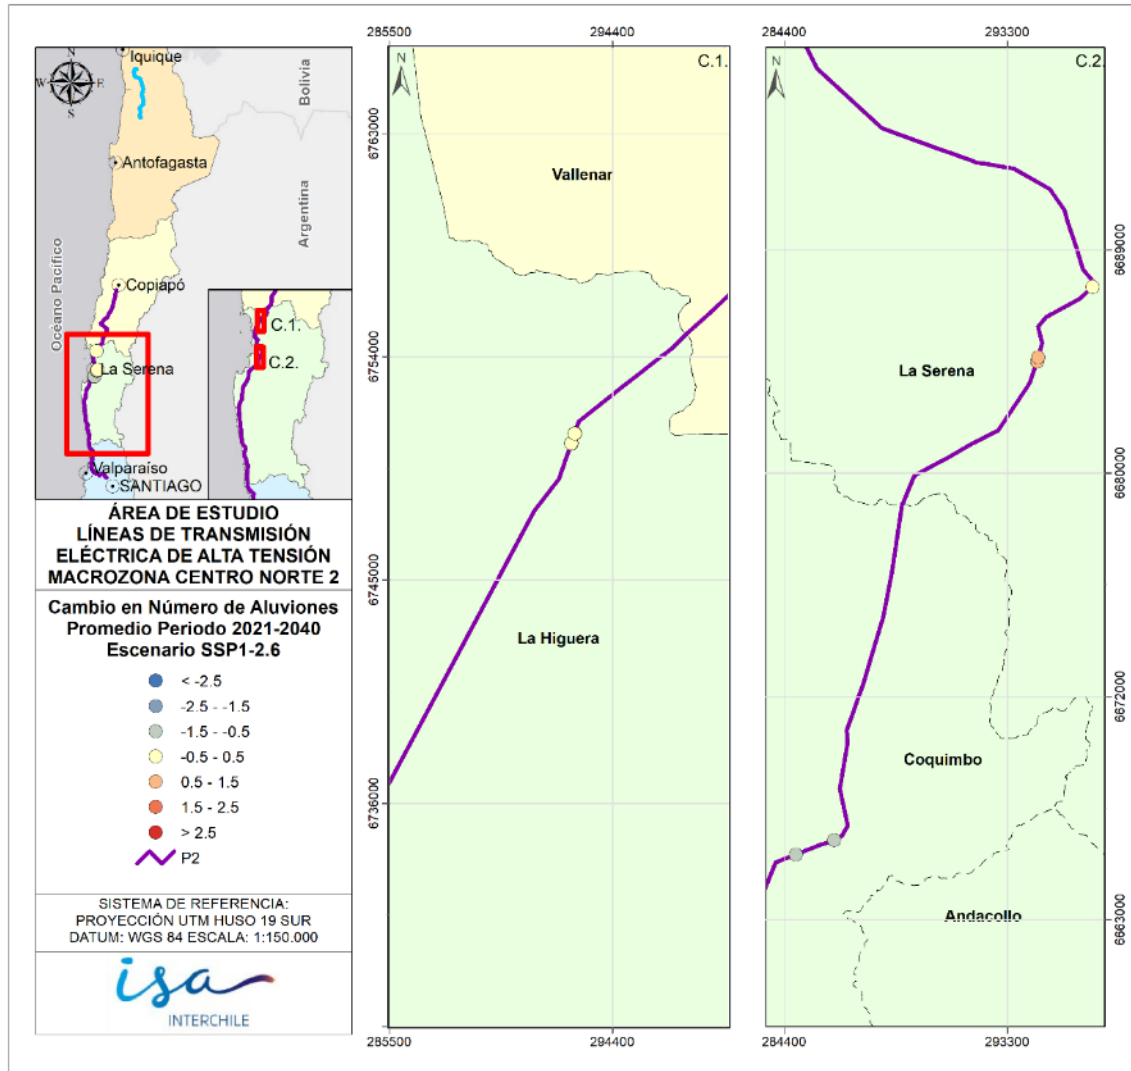 N
W
E
S
Iquique
Bolivia
Antofagasta
Argentina
Océano Pacífico
Copiapó
C.1.
La Serena
C.2.
Valparaíso
SANTIAGO
ÁREA DE ESTUDIO
LÍNEAS DE TRANSMISIÓN
ELÉCTRICA DE ALTA TENSIÓN
MACROZONA CENTRO NORTE 2
Cambio en Número de Aluviones
Promedio Periodo 2021-2040
Escenario SSP1-2.6
< -2.5
-2.5 - -1.5
-1.5 - -0.5
-0.5 - 0.5
0.5 - 1.5
1.5 - 2.5
> 2.5
P2
SISTEMA DE REFERENCIA:
PROYECCIÓN UTM HUSO 19 SUR
DATUM: WGS 84 ESCALA: 1:150.000
isa
INTERCHILE
285500
294400
C.1.
N
6763000
Vallenar
6754000
6745000
La Higuera
6736000
285500
294400
284400
293300
C.2.
N
6689000
La Serena
6680000
6672000
Coquimbo
Andacollo
6663000
284400
293300